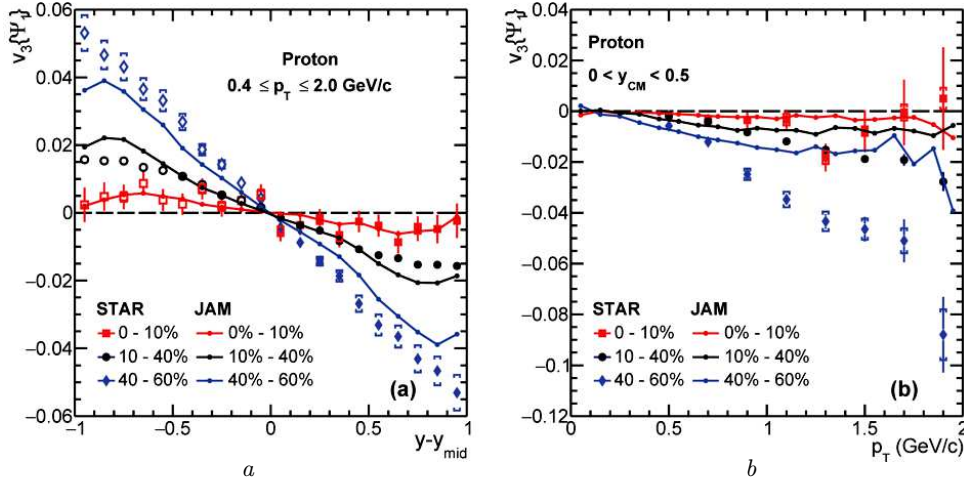 v₃{Ψ₁}
0.06
0.04
0.02
0
−0.02
−0.04
−0.06
Proton
0.4 ≤ p_T ≤ 2.0 GeV/c
STAR JAM
0 - 10% 0% - 10%
10 - 40% 10% - 40%
40 - 60% 40% - 60%
(a)
−1 −0.5 0 0.5 1
y-y_mid
a
v₃{Ψ₁}
0.04
0.02
0
−0.02
−0.04
−0.06
−0.08
−0.1
−0.12
Proton
0 < y_CM < 0.5
STAR JAM
0 - 10% 0% - 10%
10 - 40% 10% - 40%
40 - 60% 40% - 60%
(b)
0 0.5 1 1.5 2
p_T (GeV/c)
b